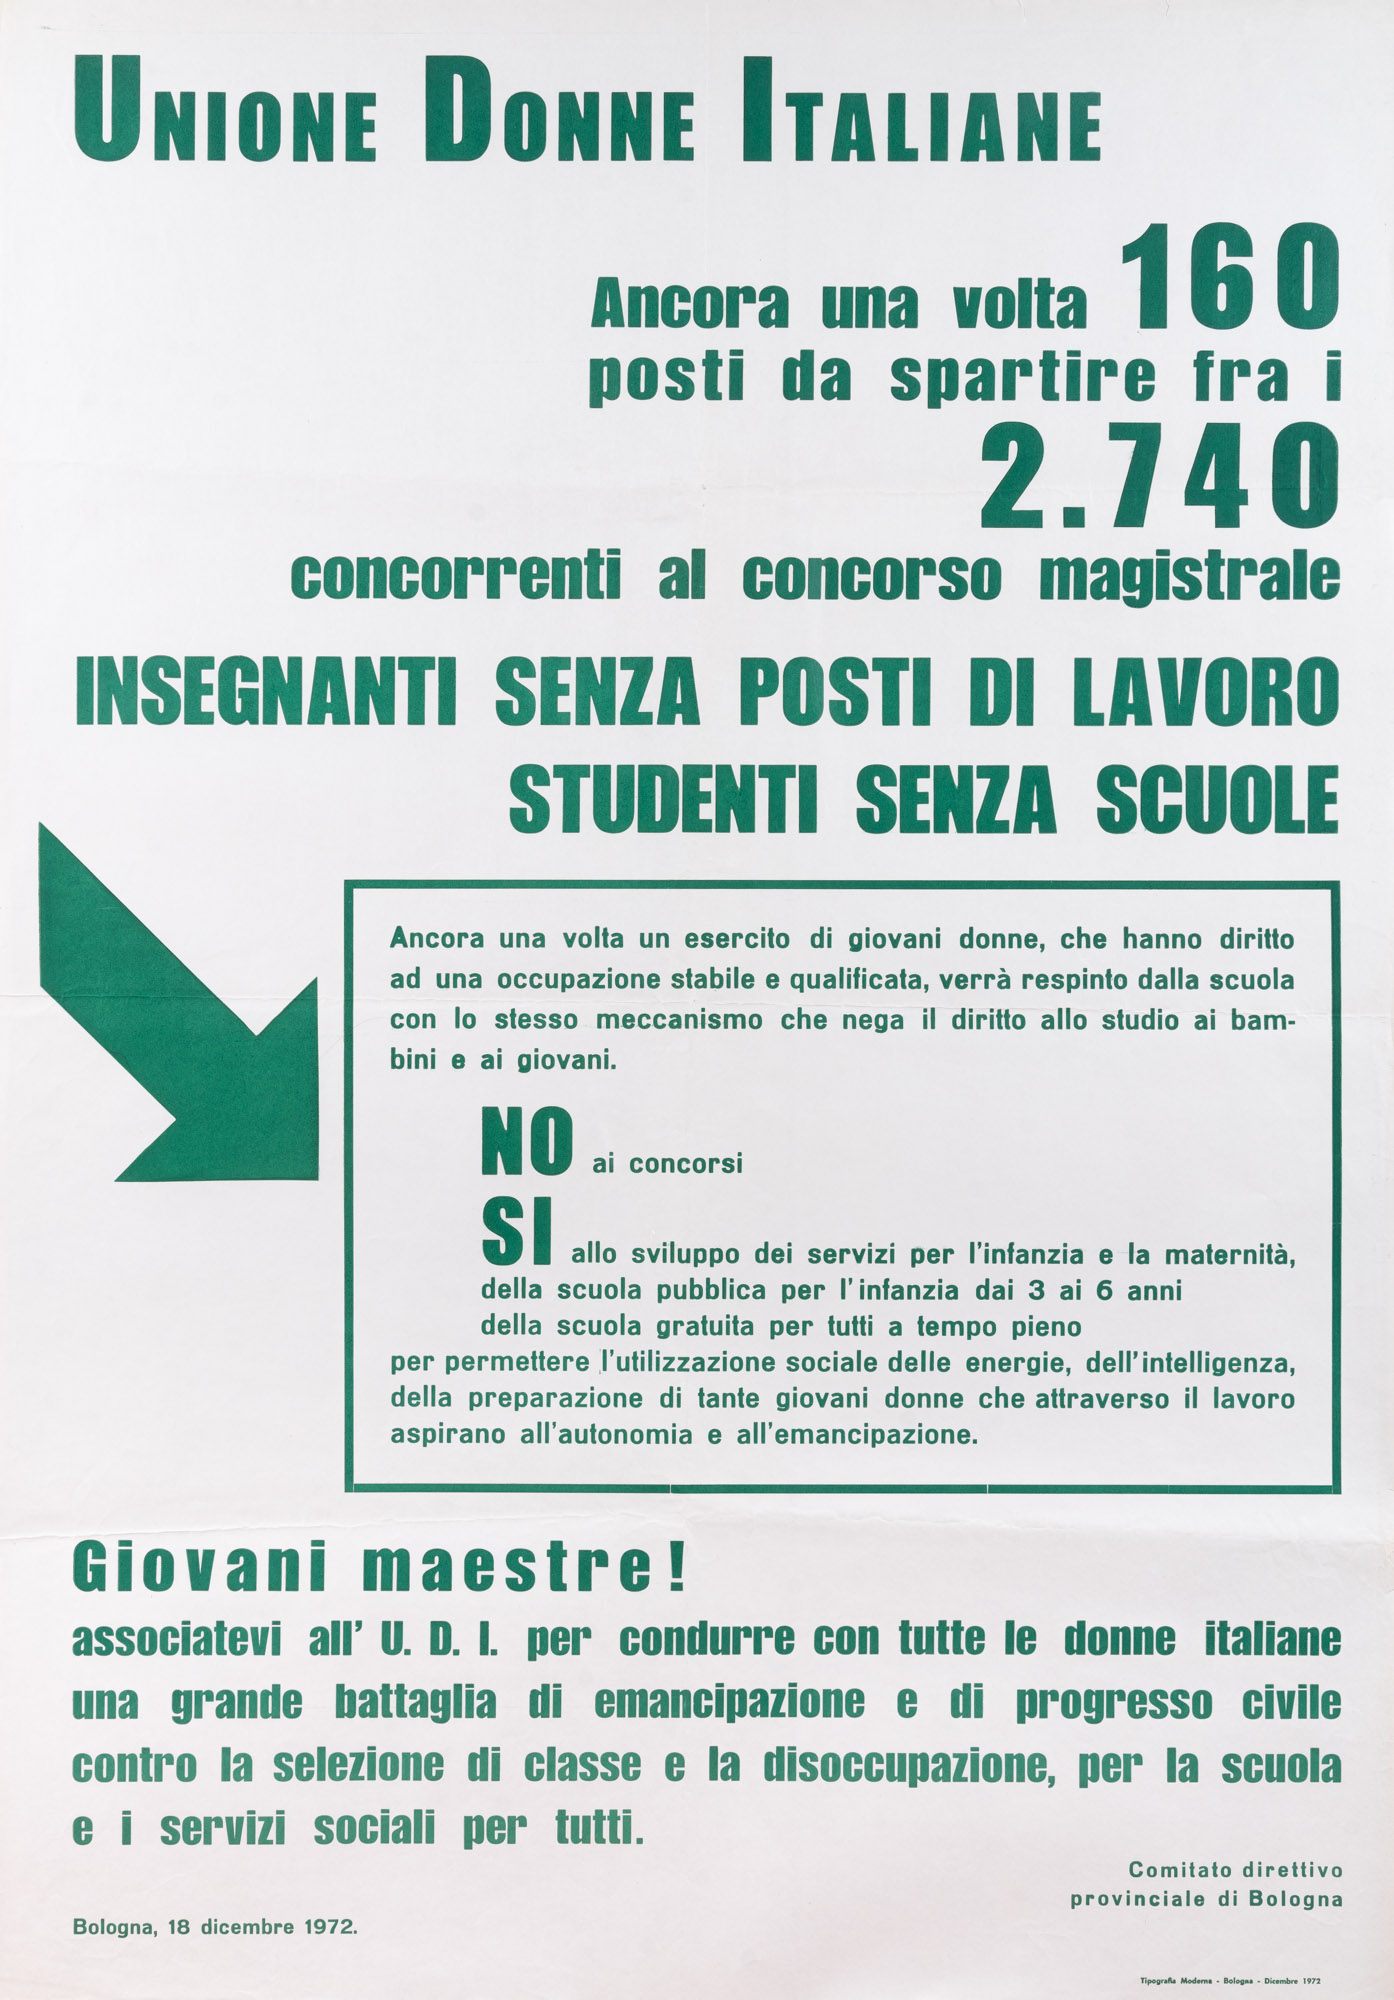 UNIONE DONNE ITALIANE
Ancora una volta 160
posti da spartire fra i
2.740
concorrenti al concorso magistrale
INSEGNANTI SENZA POSTI DI LAVORO
STUDENTI SENZA SCUOLE
Ancora una volta un esercito di giovani donne, che hanno diritto
ad una occupazione stabile e qualificata, verrà respinto dalla scuola
con lo stesso meccanismo che nega il diritto allo studio ai bam-
bini e ai giovani.
NO ai concorsi
SI allo sviluppo dei servizi per l'infanzia e la maternità,
della scuola pubblica per l'infanzia dai 3 ai 6 anni
della scuola gratuita per tutti a tempo pieno
per permettere l'utilizzazione sociale delle energie, dell'intelligenza,
della preparazione di tante giovani donne che attraverso il lavoro
aspirano all'autonomia e all'emancipazione.
Giovani maestre!
associatevi all' U. D. I. per condurre con tutte le donne italiane
una grande battaglia di emancipazione e di progresso civile
contro la selezione di classe e la disoccupazione, per la scuola
e i servizi sociali per tutti.
Comitato direttivo
provinciale di Bologna
Bologna, 18 dicembre 1972.
Tipografia Moderna - Bologna - Dicembre 1972